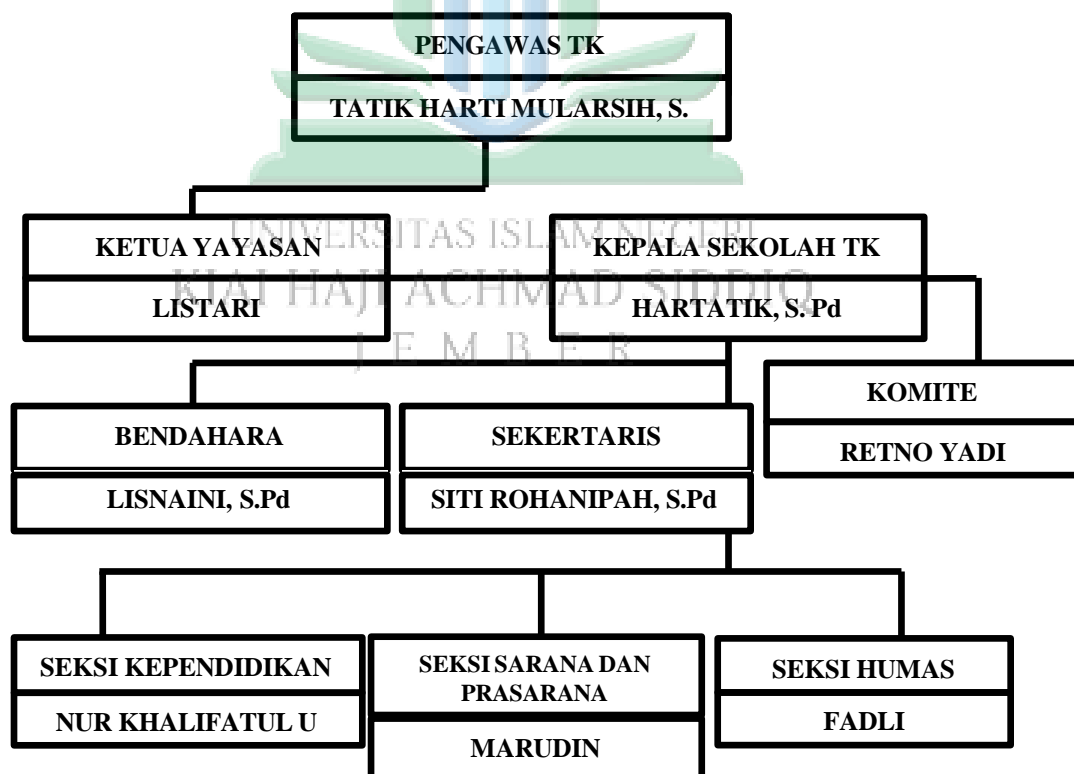 PENGAWAS TK
TATIK HARTI MULARSIH, S.
UNIVERSITAS ISLAM NEGERI
KIAI HAJI ACHMAD SIDDIQ
JEMBER
KETUA YAYASAN
LISTARI
KEPALA SEKOLAH TK
HARTATIK, S. Pd
KOMITE
RETNO YADI
BENDAHARA
LISNAINI, S.Pd
SEKERTARIS
SITI ROHANIPAH, S.Pd
SEKSI KEPENDIDIKAN
NUR KHALIFATUL U
SEKSI SARANA DAN
PRASARANA
MARUDIN
SEKSI HUMAS
FADLI